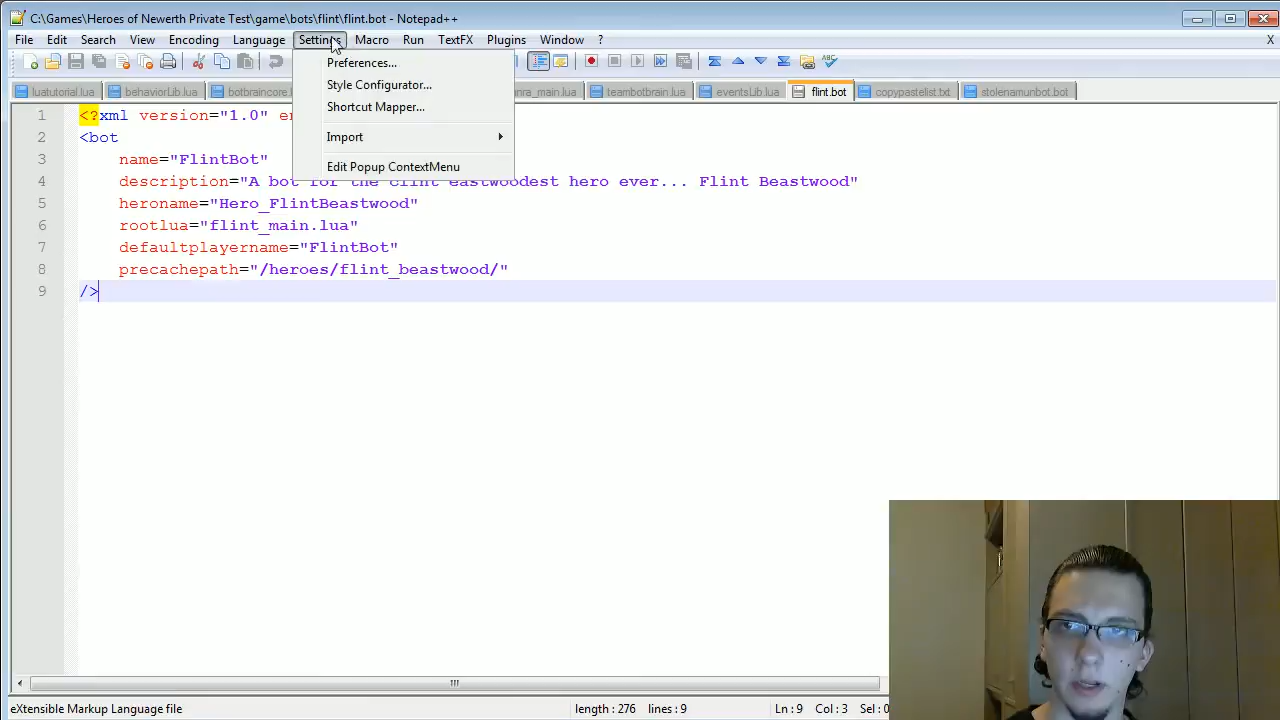 C:\Games\Heroes of Newerth Private Test\game\bots\flint\flint.bot - Notepad++
File Edit Search View Encoding Language Settings Macro Run TextFX Plugins Window ? X
luatutorial.lua behaviorLib.lua botbraincore.l nra_main.lua teambotbrain.lua eventsLib.lua flint.bot copypastelist.txt stolenamunbot.bot
Preferences...
Style Configurator...
Shortcut Mapper...
Import
Edit Popup ContextMenu
1 <?xml version="1.0" e
2 <bot
3 name="FlintBot"
4 description="A bot for the clint eastwoodest hero ever... Flint Beastwood"
5 heroname="Hero_FlintBeastwood"
6 rootlua="flint_main.lua"
7 defaultplayername="FlintBot"
8 precachepath="/heroes/flint_beastwood/"
9 />
eXtensible Markup Language file length : 276 lines : 9 Ln : 9 Col : 3 Sel : 0